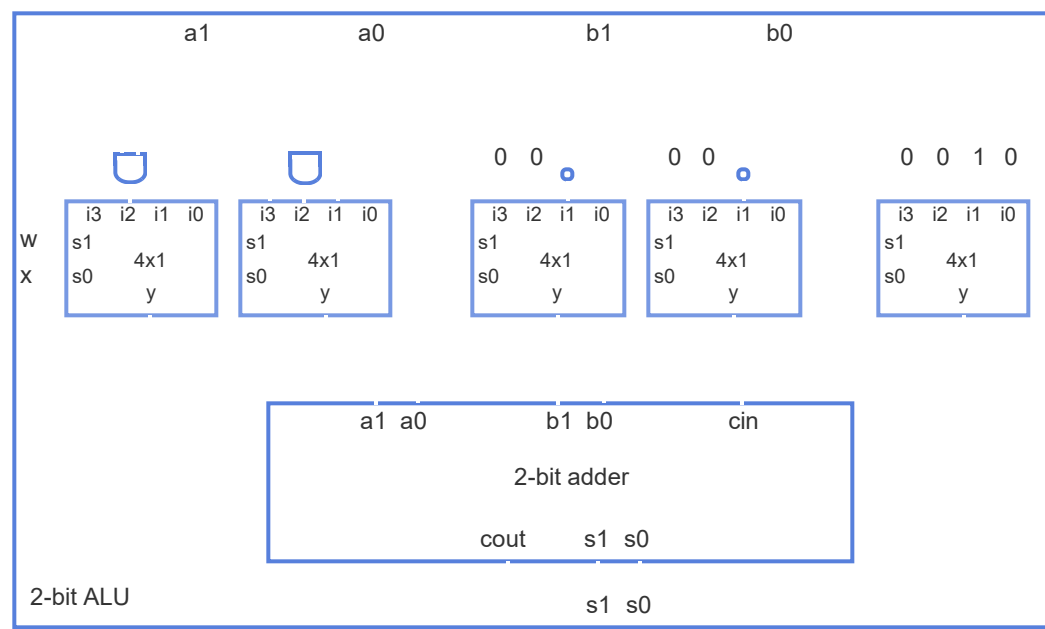 a1 a0 b1 b0
0 0 0 0 0 0 1 0
i3 i2 i1 i0 i3 i2 i1 i0 i3 i2 i1 i0 i3 i2 i1 i0 i3 i2 i1 i0
w s1 s1 s1 s1 s1
4x1 4x1 4x1 4x1 4x1
x s0 s0 s0 s0 s0
y y y y y
a1 a0 b1 b0 cin
2-bit adder
cout s1 s0
2-bit ALU
s1 s0